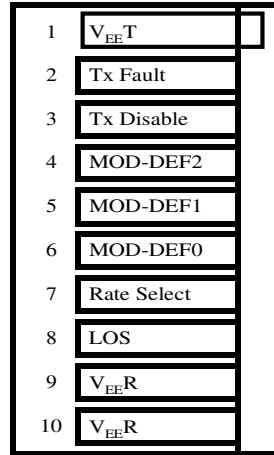 1 VEET
2 Tx Fault
3 Tx Disable
4 MOD-DEF2
5 MOD-DEF1
6 MOD-DEF0
7 Rate Select
8 LOS
9 VEER
10 VEER